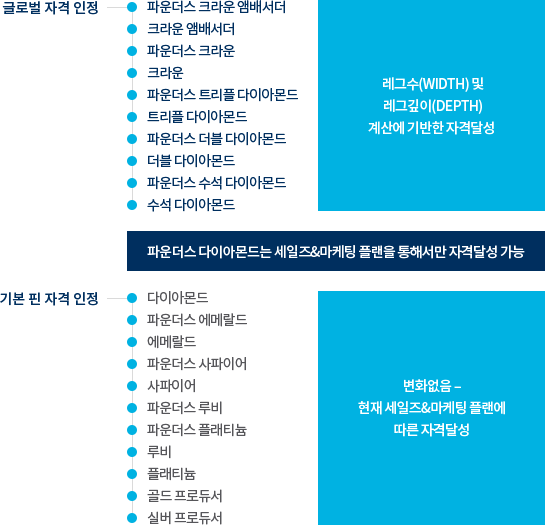 글로벌 자격 인정
파운더스 크라운 앰배서더
크라운 앰배서더
파운더스 크라운
크라운
파운더스 트리플 다이아몬드
트리플 다이아몬드
파운더스 더블 다이아몬드
더블 다이아몬드
파운더스 수석 다이아몬드
수석 다이아몬드
레그수(WIDTH) 및
레그깊이(DEPTH)
계산에 기반한 자격달성
파운더스 다이아몬드는 세일즈&마케팅 플랜을 통해서만 자격달성 가능
기본 핀 자격 인정
다이아몬드
파운더스 에메랄드
에메랄드
파운더스 사파이어
사파이어
파운더스 루비
파운더스 플래티늄
루비
플래티늄
골드 프로듀서
실버 프로듀서
변화없음 –
현재 세일즈&마케팅 플랜에
따른 자격달성